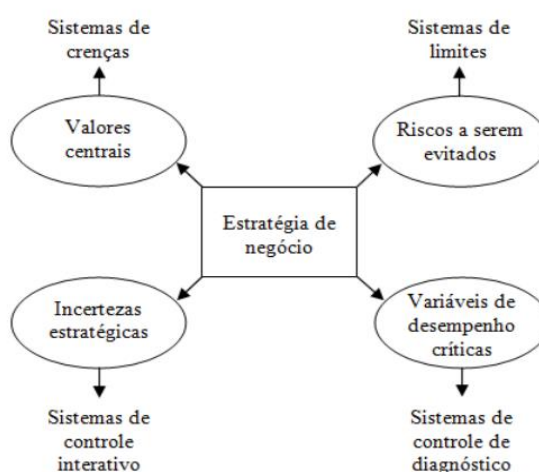 Sistemas de
crenças
Sistemas de
limites
Valores
centrais
Riscos a serem
evitados
Estratégia de
negócio
Incertezas
estratégicas
Variáveis de
desempenho
críticas
Sistemas de
controle
interativo
Sistemas de
controle de
diagnóstico